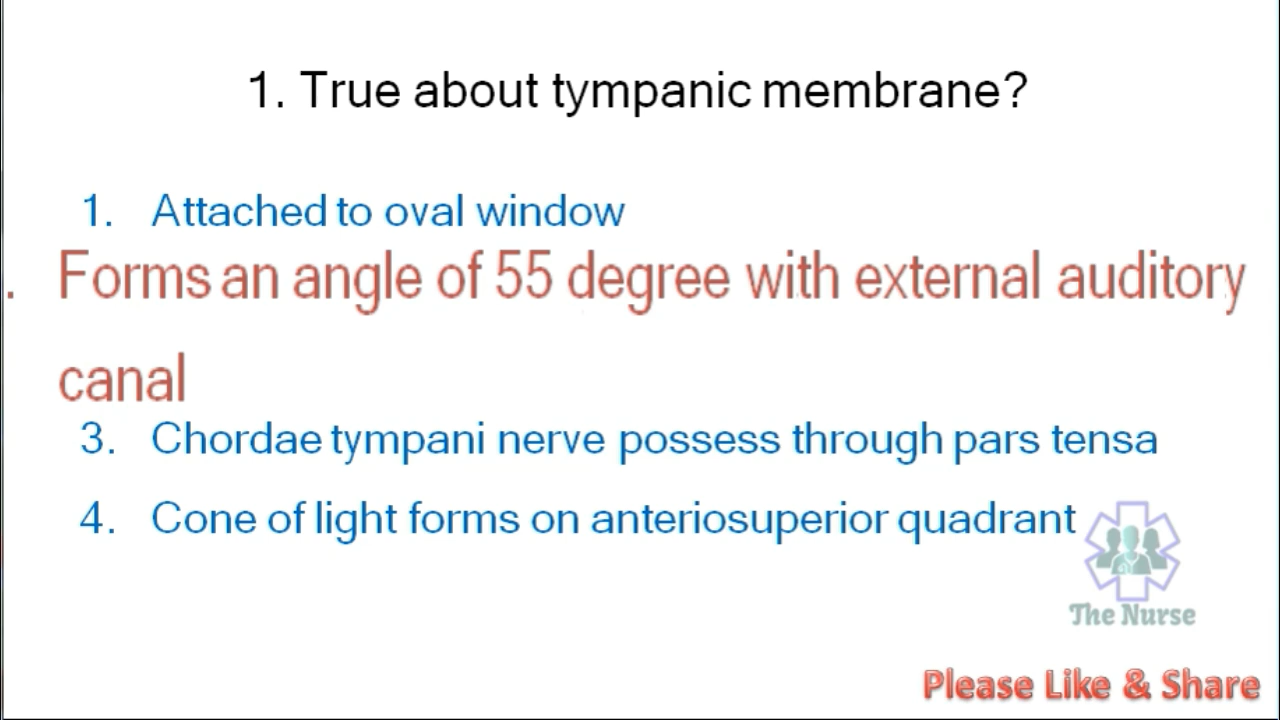 1. True about tympanic membrane?
1. Attached to oval window
. Forms an angle of 55 degree with external auditory
canal
3. Chordae tympani nerve possess through pars tensa
4. Cone of light forms on anteriosuperior quadrant
The Nurse
Please Like & Share